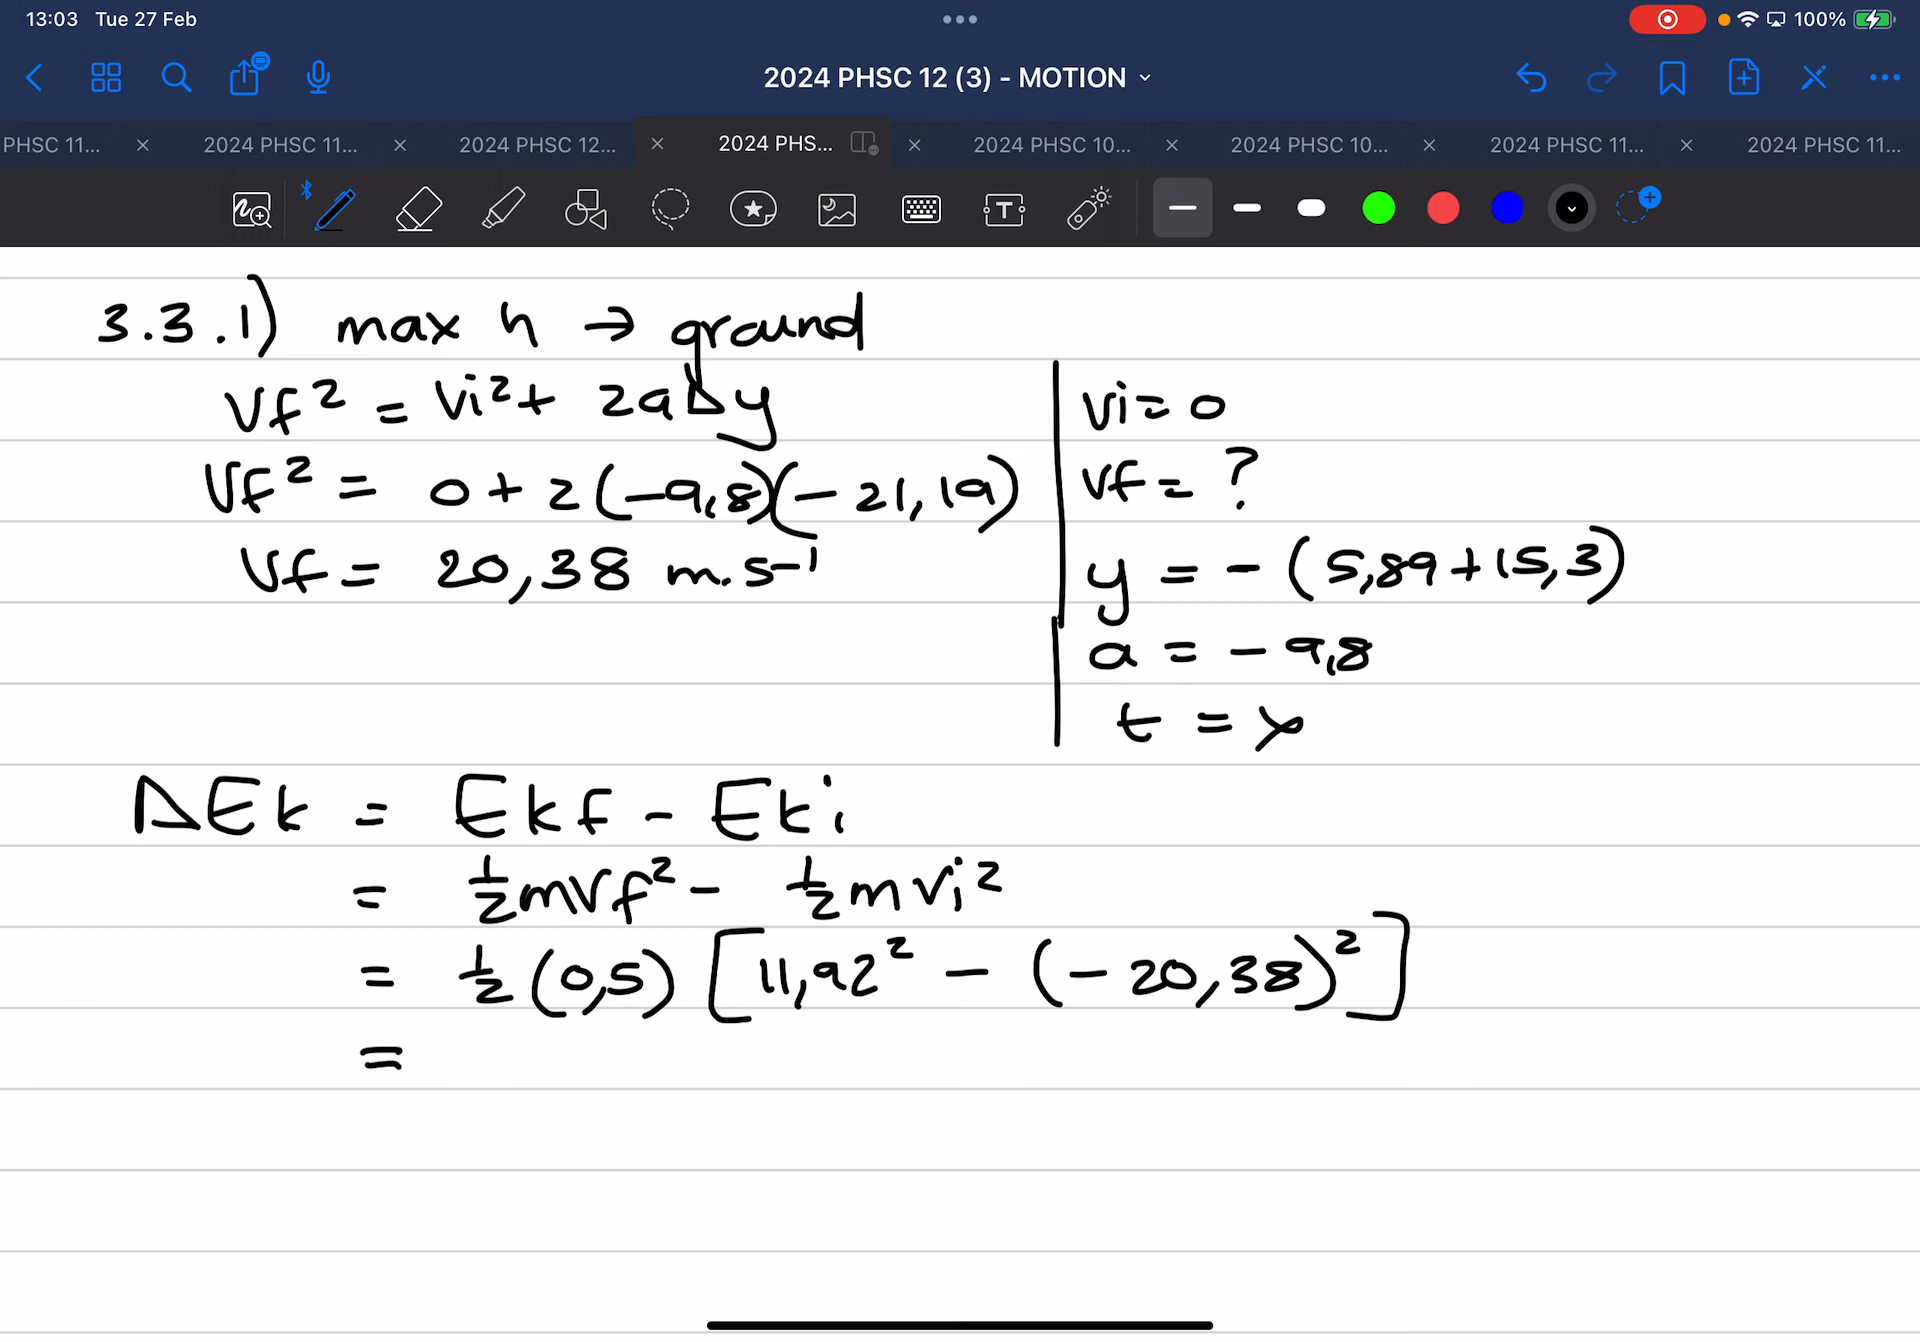 13:03 Tue 27 Feb
100%
2024 PHSC 12 (3) - MOTION
PHSC 11... 2024 PHSC 11... 2024 PHSC 12... 2024 PHS... 2024 PHSC 10... 2024 PHSC 10... 2024 PHSC 11... 2024 PHSC 11...
3.3.1) max h → ground
Vf² = Vi² + 2aΔy
Vf² = 0 + 2(-9,8)(-21,19)
Vf = 20,38 m.s⁻¹
Vi = 0
Vf = ?
y = - (5,89 + 15,3)
a = - 9,8
t = x
ΔEk = Ekf - Eki
= ½mVf² - ½mvi²
= ½(0,5) [11,92² - (-20,38)²]
=